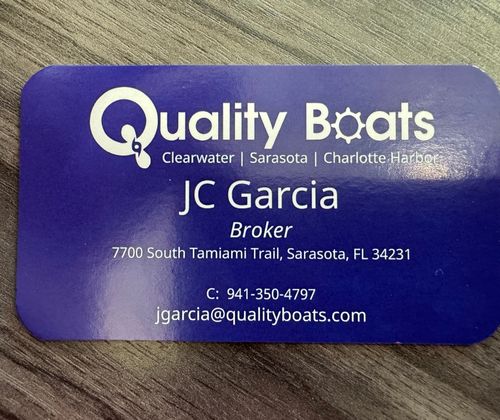 Quality Boats
Clearwater | Sarasota | Charlotte Harbor
JC Garcia
Broker
7700 South Tamiami Trail, Sarasota, FL 34231
C: 941-350-4797
jgarcia@qualityboats.com